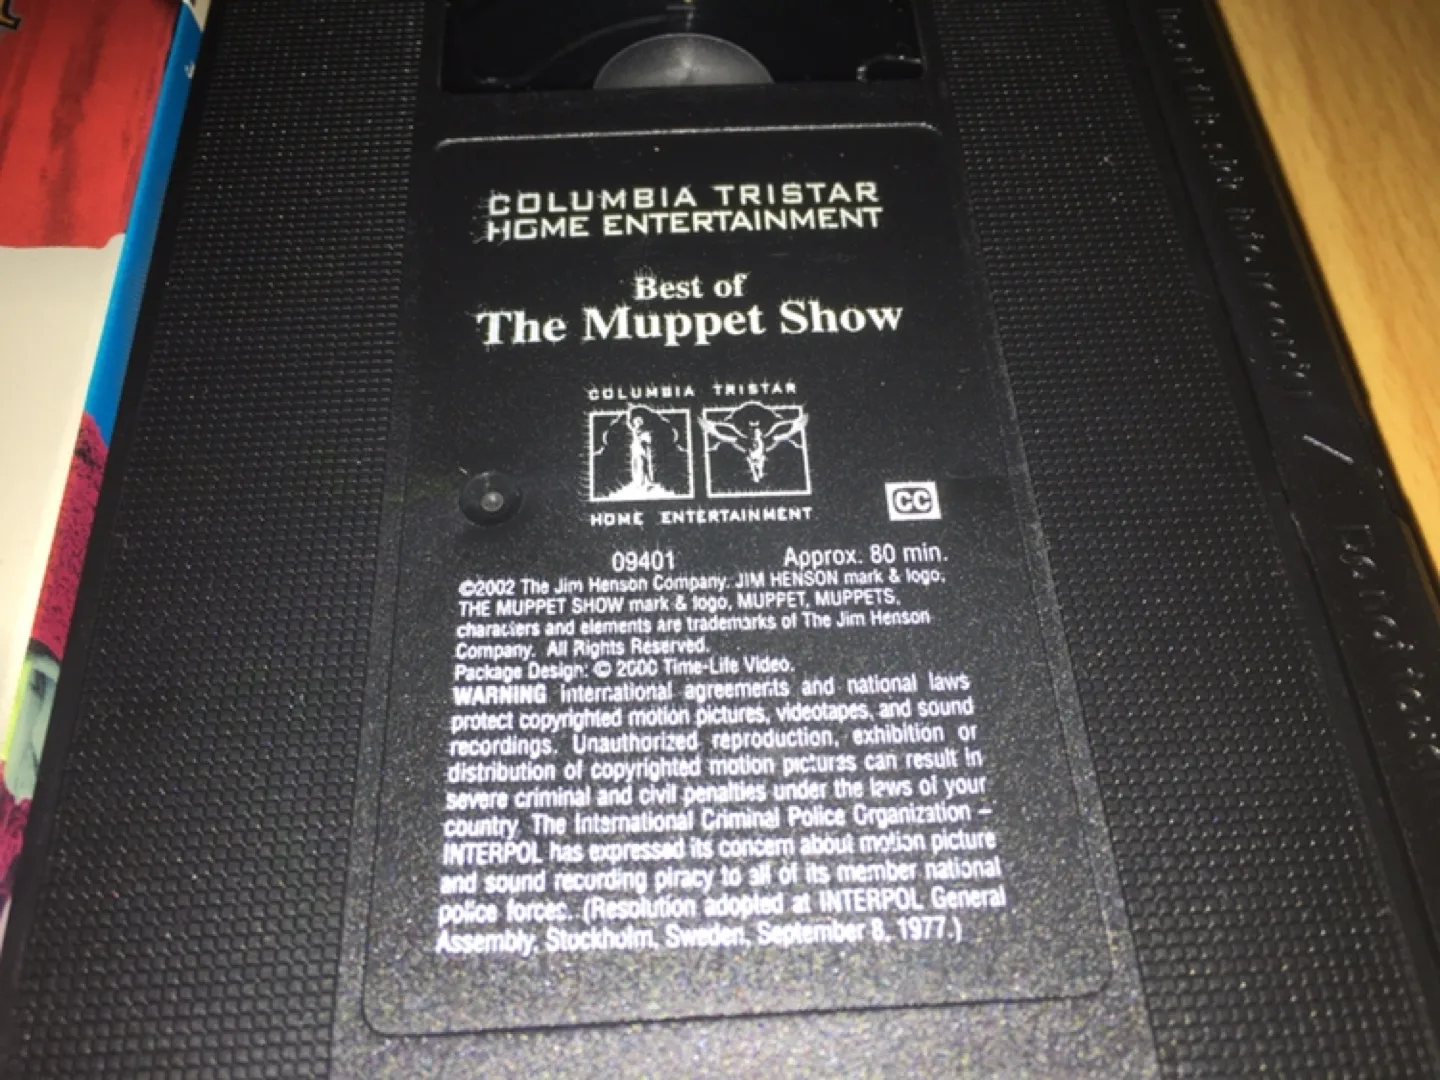 COLUMBIA TRISTAR
HOME ENTERTAINMENT
Best of
The Muppet Show
COLUMBIA TRISTAR
HOME ENTERTAINMENT
CC
09401 Approx. 80 min.
©2002 The Jim Henson Company. JIM HENSON mark & logo,
THE MUPPET SHOW mark & logo, MUPPET, MUPPETS,
characters and elements are trademarks of The Jim Henson
Company. All Rights Reserved.
Package Design: © 2000 Time-Life Video.
WARNING International agreements and national laws
protect copyrighted motion pictures, videotapes, and sound
recordings. Unauthorized reproduction, exhibition or
distribution of copyrighted motion pictures can result in
severe criminal and civil penalties under the laws of your
country. The International Criminal Police Organization –
INTERPOL has expressed its concern about motion picture
and sound recording piracy to all of its member national
police forces. (Resolution adopted at INTERPOL General
Assembly, Stockholm, Sweden, September 8, 1977.)